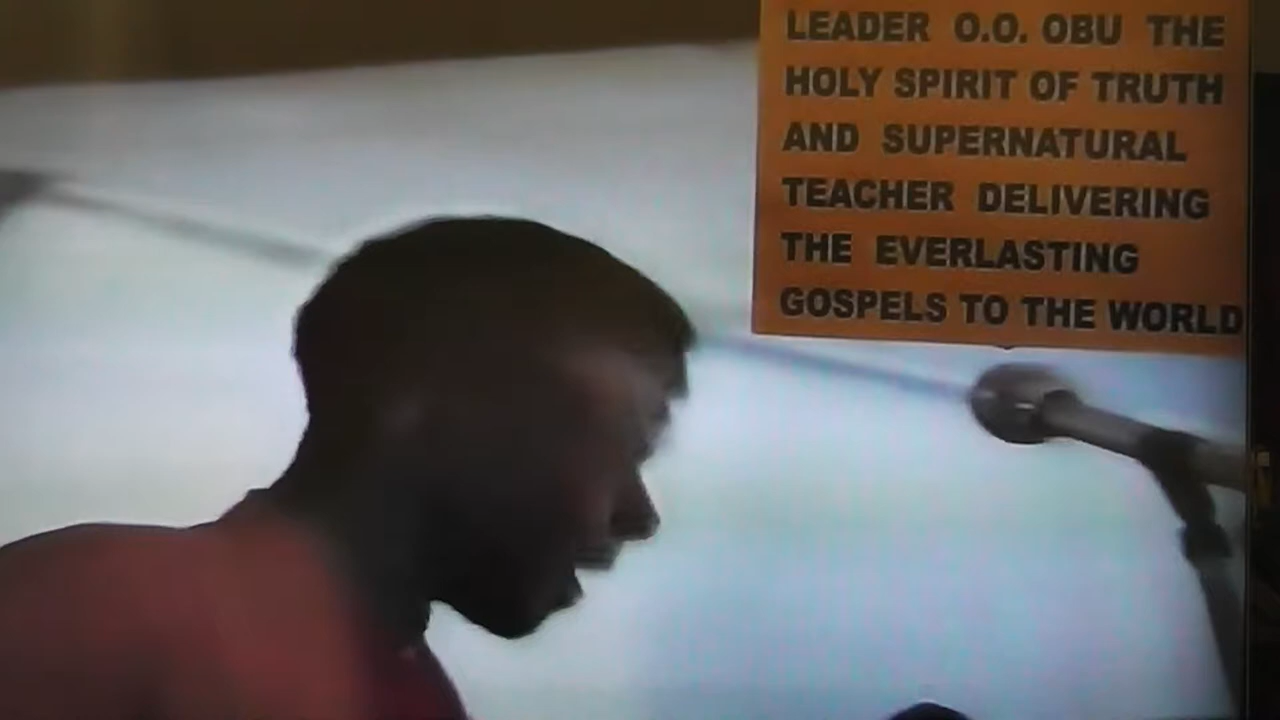 LEADER O.O. OBU THE
HOLY SPIRIT OF TRUTH
AND SUPERNATURAL
TEACHER DELIVERING
THE EVERLASTING
GOSPELS TO THE WORLD